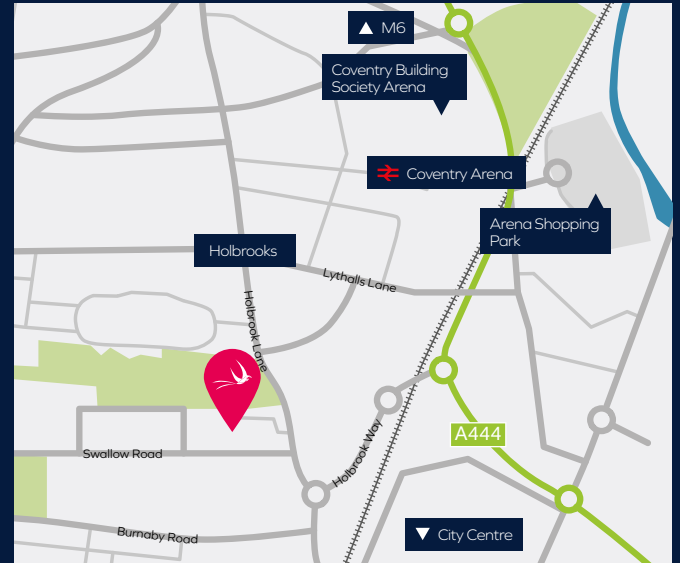 M6
Coventry Building
Society Arena
Coventry Arena
Arena Shopping
Park
Holbrooks
Lythalls Lane
Holbrook Lane
A444
Holbrook Way
Swallow Road
Burnaby Road
City Centre